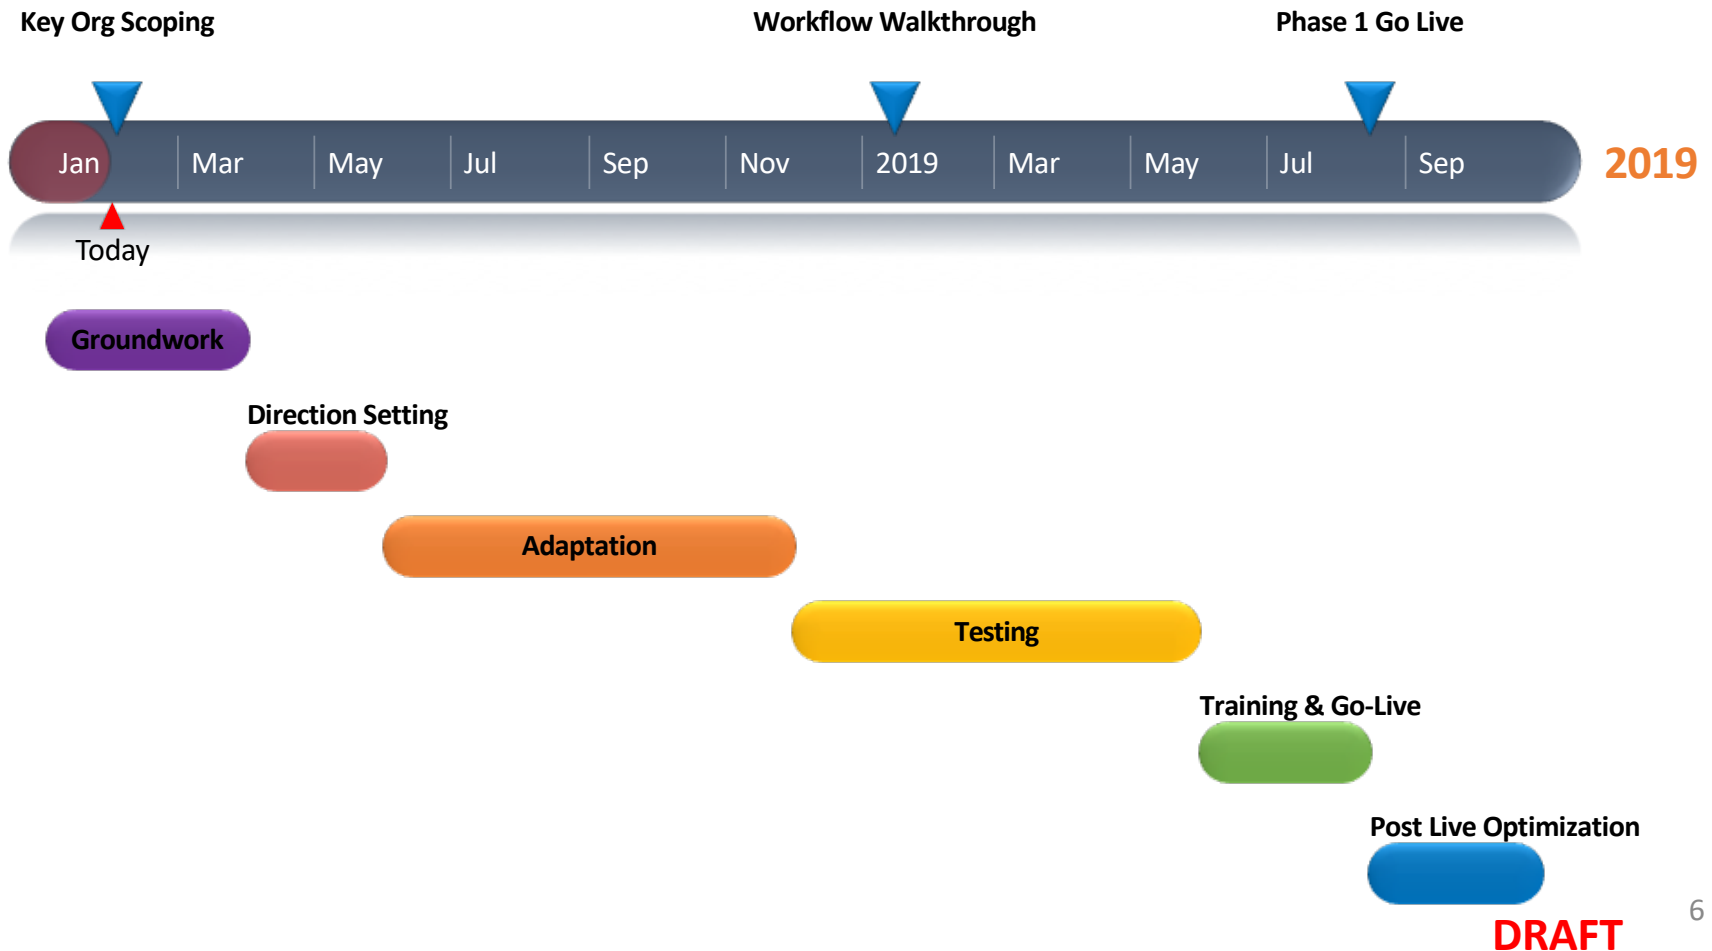 Key Org Scoping Workflow Walkthrough Phase 1 Go Live
Jan Mar May Jul Sep Nov 2019 Mar May Jul Sep 2019
Today
Groundwork
Direction Setting
Adaptation
Testing
Training & Go-Live
Post Live Optimization
6
DRAFT